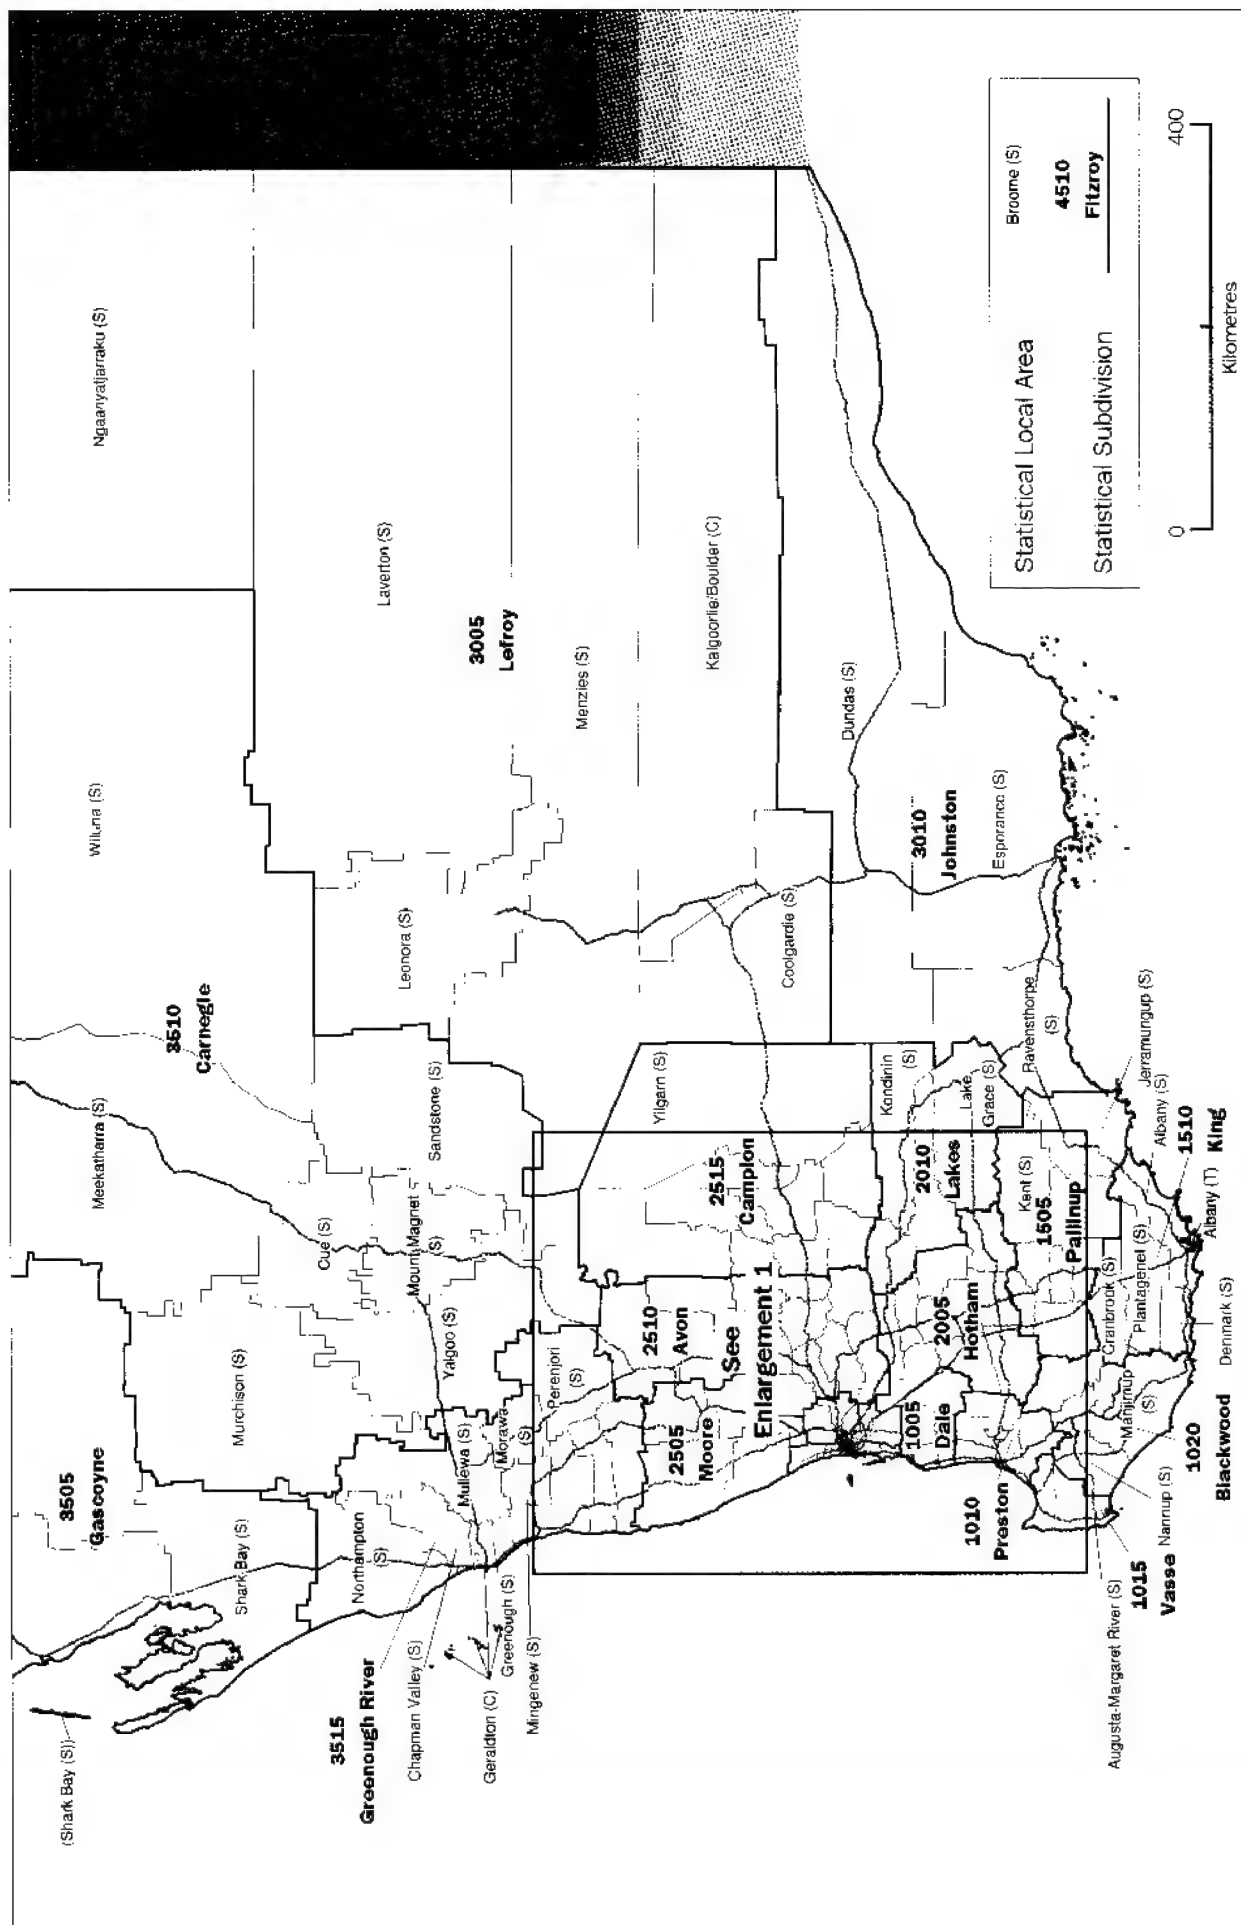 (Shark Bay (S))
3505
Gascoyne
Shark Bay (S)
Murchison (S)
Meekatharra (S)
3510
Carnegie
Wiluna (S)
Ngaanyatjarraku (S)
3515
Greenough River
Northampton
(S)
Chapman Valley (S)
Geraldton (C)
Greenough (S)
Mingenew (S)
Mullewa (S)
Morawa
(S)
Yalgoo (S)
Perenjori
(S)
Cue (S)
Mount Magnet
(S)
Sandstone (S)
Leonora (S)
Laverton (S)
3005
Lefroy
Menzies (S)
Kalgoorlie/Boulder (C)
Coolgardie (S)
Yilgarn (S)
2505
Moore
2510
Avon
See
Enlargement 1
2515
Campion
Kondinin
(S)
Lake
Grace (S)
2010
Lakes
1005
Dale
2005
Hotham
Dundas (S)
3010
Johnston
Esperance (S)
Ravensthorpe
(S)
1010
Preston
Kent (S)
1505
Pallinup
Jerramungup (S)
Albany (S)
1510
King
Albany (T)
Cranbrook (S)
Plantagenet (S)
Denmark (S)
Manjimup
(S)
1020
Blackwood
Nannup (S)
1015
Vasse
Augusta-Margaret River (S)
Statistical Local Area
Broome (S)
Statistical Subdivision
4510
Fitzroy
0
400
Kilometres